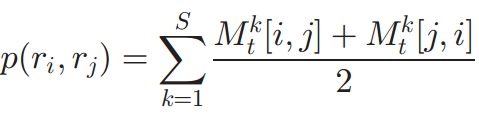 $p(r_i, r_j) = \sum_{k=1}^{S} \frac{M_t^k[i,j] + M_t^k[j,i]}{2}$